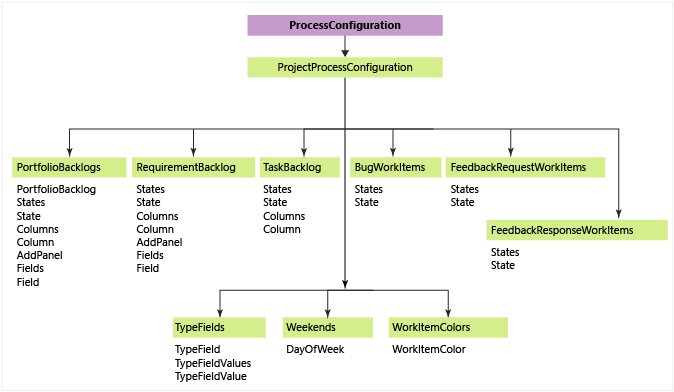 ProcessConfiguration
ProjectProcessConfiguration
PortfolioBacklogs
PortfolioBacklog
States
State
Columns
Column
AddPanel
Fields
Field
RequirementBacklog
States
State
Columns
Column
AddPanel
Fields
Field
TaskBacklog
States
State
Columns
Column
BugWorkItems
States
State
FeedbackRequestWorkItems
States
State
FeedbackResponseWorkItems
States
State
TypeFields
TypeField
TypeFieldValues
TypeFieldValue
Weekends
DayOfWeek
WorkItemColors
WorkItemColor